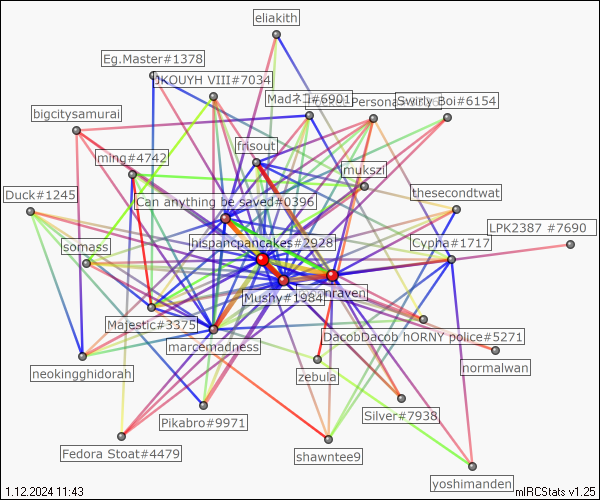 eliakith
Eg.Master#1378
JKOUYH VIII#7034
Madネコ#6901
Persona
Swirly Boi#6154
bigcitysamurai
frisout
ming#4742
mukszi
Duck#1245
Can anything be saved#0396
thesecondtwat
LPK2387 #7690
somass
hispancpancakes#2928
Cypha#1717
Mushy#1984
nraven
Majestic#3375
marcemadness
DacobDacob hORNY police#5271
neokingghidorah
zebula
normalwan
Pikabro#9971
Silver#7938
Fedora Stoat#4479
shawntee9
yoshimanden
1.12.2024 11:43
mIRCStats v1.25